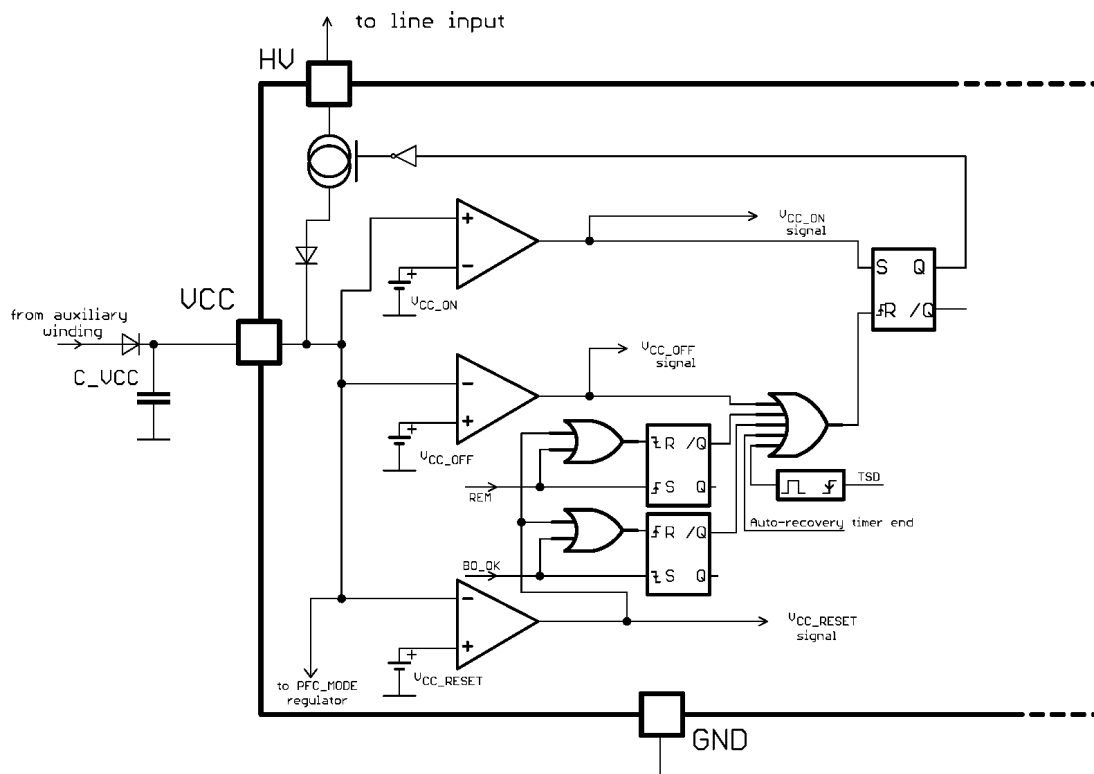 to line input
HV
+
-
VCC_ON
signal
+
VCC_ON
S Q
R /Q
VCC
from auxiliary
winding
C_VCC
VCC_OFF
signal
-
+
+
VCC_OFF
R /Q
S Q
REM
TSD
Auto-recovery timer end
R /Q
S Q
BO_OK
-
+
+
VCC_RESET
VCC_RESET
signal
to PFC_MODE
regulator
GND